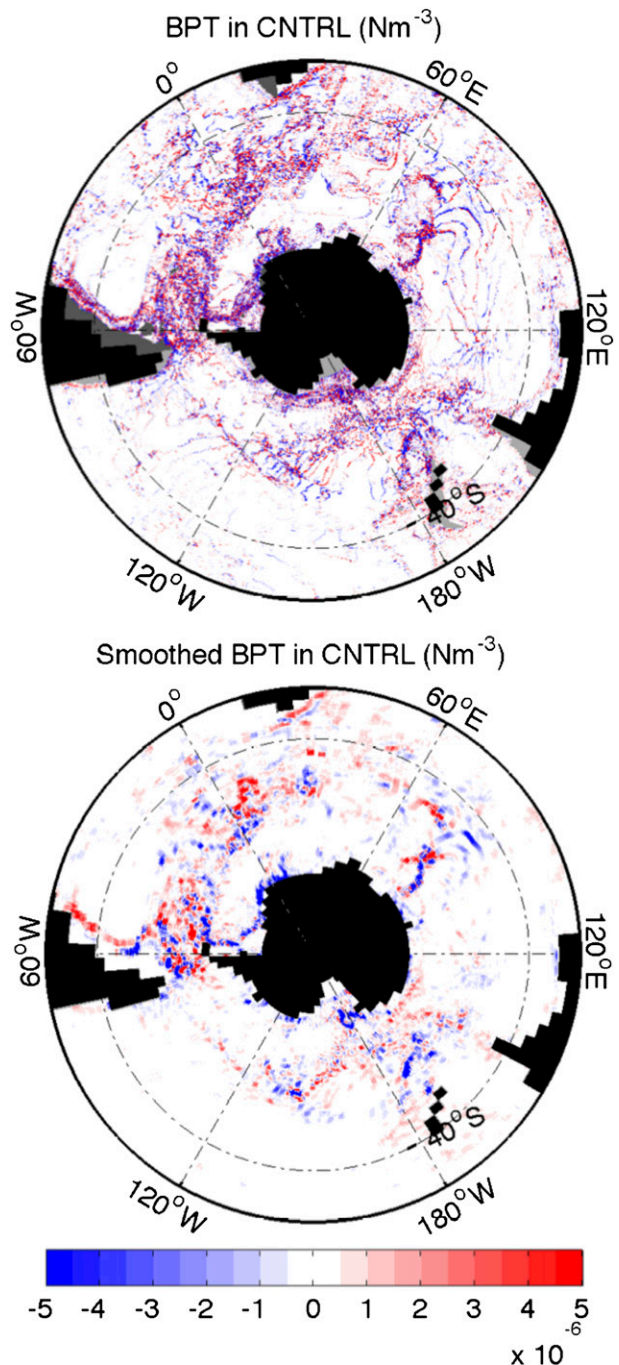 BPT in CNTRL (Nm⁻³)
0°
60°E
60°W
120°E
40°S
120°W
180°W
Smoothed BPT in CNTRL (Nm⁻³)
0°
60°E
60°W
120°E
40°S
120°W
180°W
-5 -4 -3 -2 -1 0 1 2 3 4 5
x 10⁻⁶